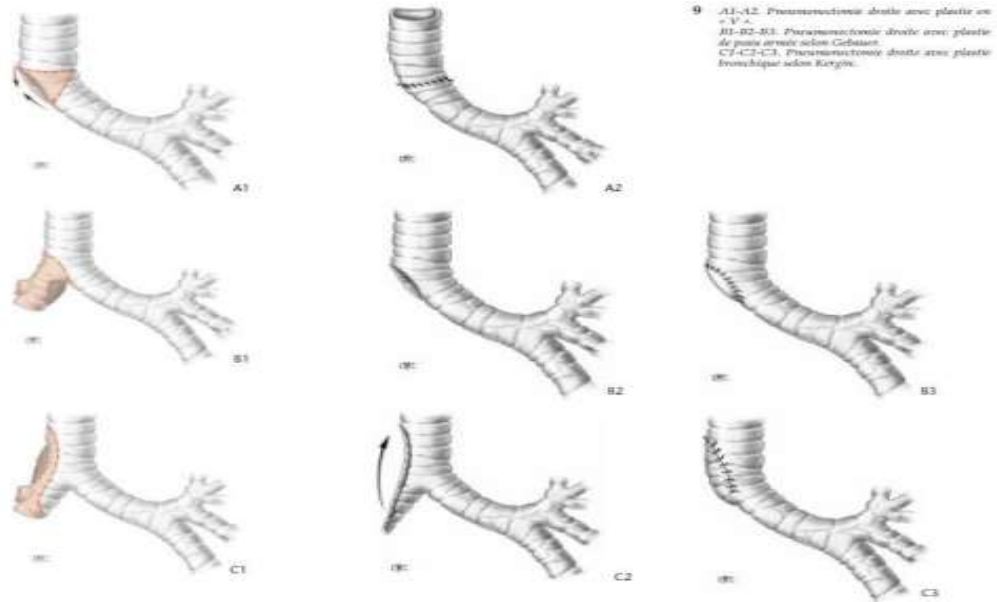 9 A1-A2. Pneumonectomie droite avec plastie en
« V ».
B1-B2-B3. Pneumonectomie droite avec plastie
de peau armée selon Gebauer.
C1-C2-C3. Pneumonectomie droite avec plastie
bronchique selon Kergin.
A1
A2
B1
B2
B3
C1
C2
C3